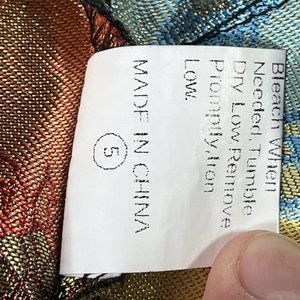 Bleach When
Needed, Tumble
Dry Low Remove
Promptly Iron
Low.
MADE IN CHINA
5